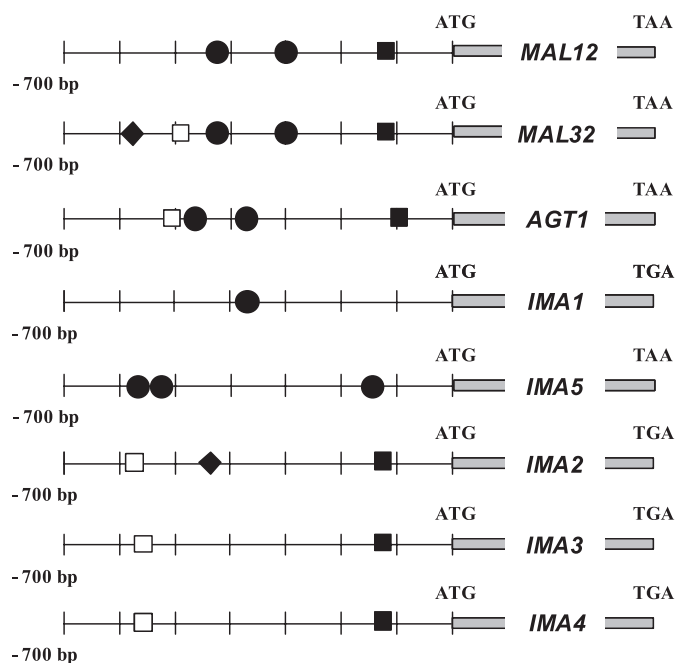 ATG TAA
MAL12
- 700 bp
ATG TAA
MAL32
- 700 bp
ATG TAA
AGT1
- 700 bp
ATG TGA
IMA1
- 700 bp
ATG TAA
IMA5
- 700 bp
ATG TGA
IMA2
- 700 bp
ATG TGA
IMA3
- 700 bp
ATG TGA
IMA4
- 700 bp